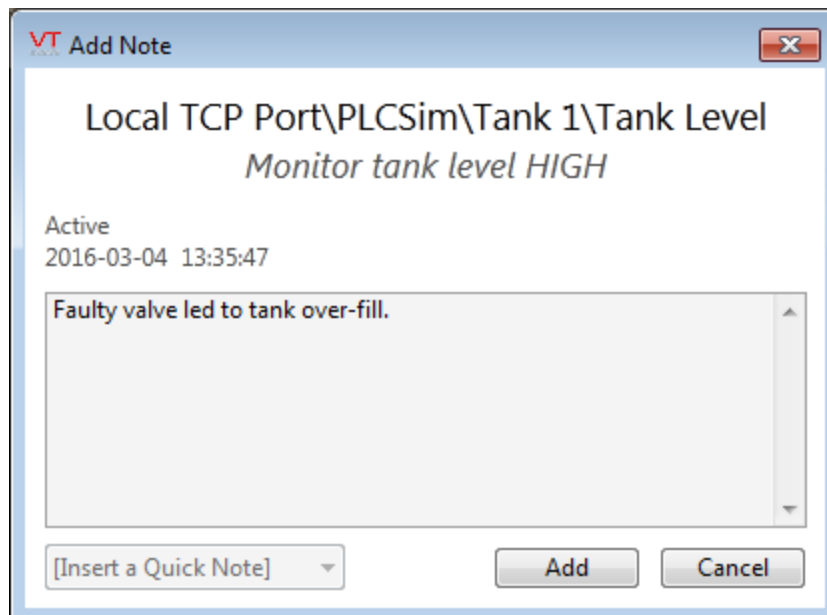 VT Add Note
Local TCP Port\PLCSim\Tank 1\Tank Level
Monitor tank level HIGH
Active
2016-03-04 13:35:47
Faulty valve led to tank over-fill.
[Insert a Quick Note]
Add
Cancel